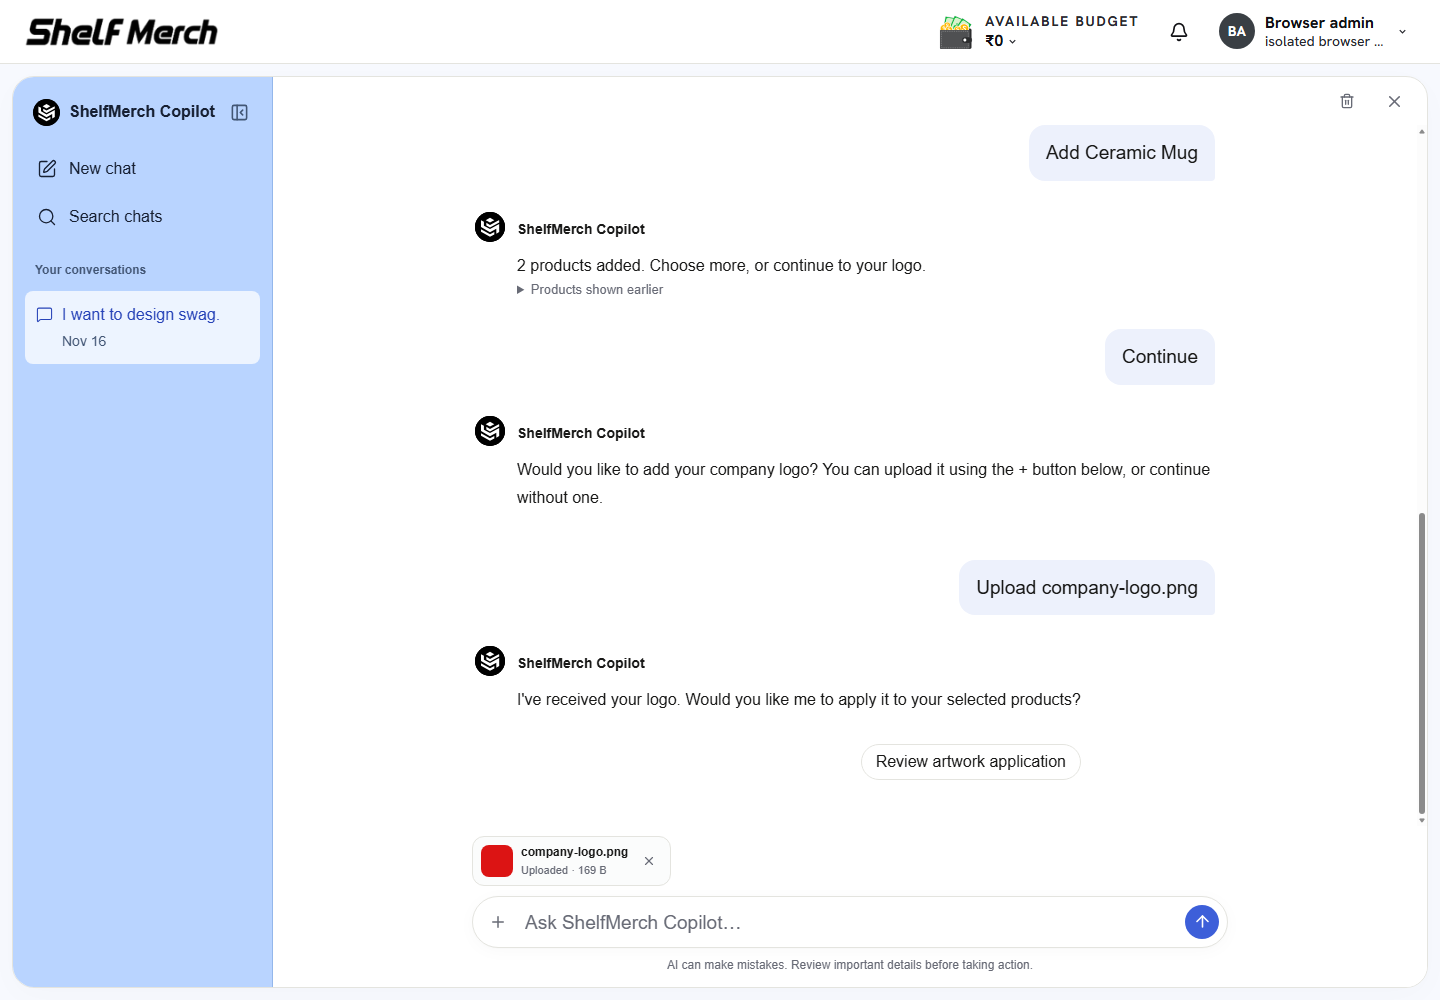 Shelf Merch
AVAILABLE BUDGET
₹0
BA
Browser admin
isolated browser ...
ShelfMerch Copilot
New chat
Search chats
Your conversations
I want to design swag.
Nov 16
Add Ceramic Mug
ShelfMerch Copilot
2 products added. Choose more, or continue to your logo.
Products shown earlier
Continue
ShelfMerch Copilot
Would you like to add your company logo? You can upload it using the + button below, or continue
without one.
Upload company-logo.png
ShelfMerch Copilot
I've received your logo. Would you like me to apply it to your selected products?
Review artwork application
company-logo.png
Uploaded · 169 B
Ask ShelfMerch Copilot…
AI can make mistakes. Review important details before taking action.